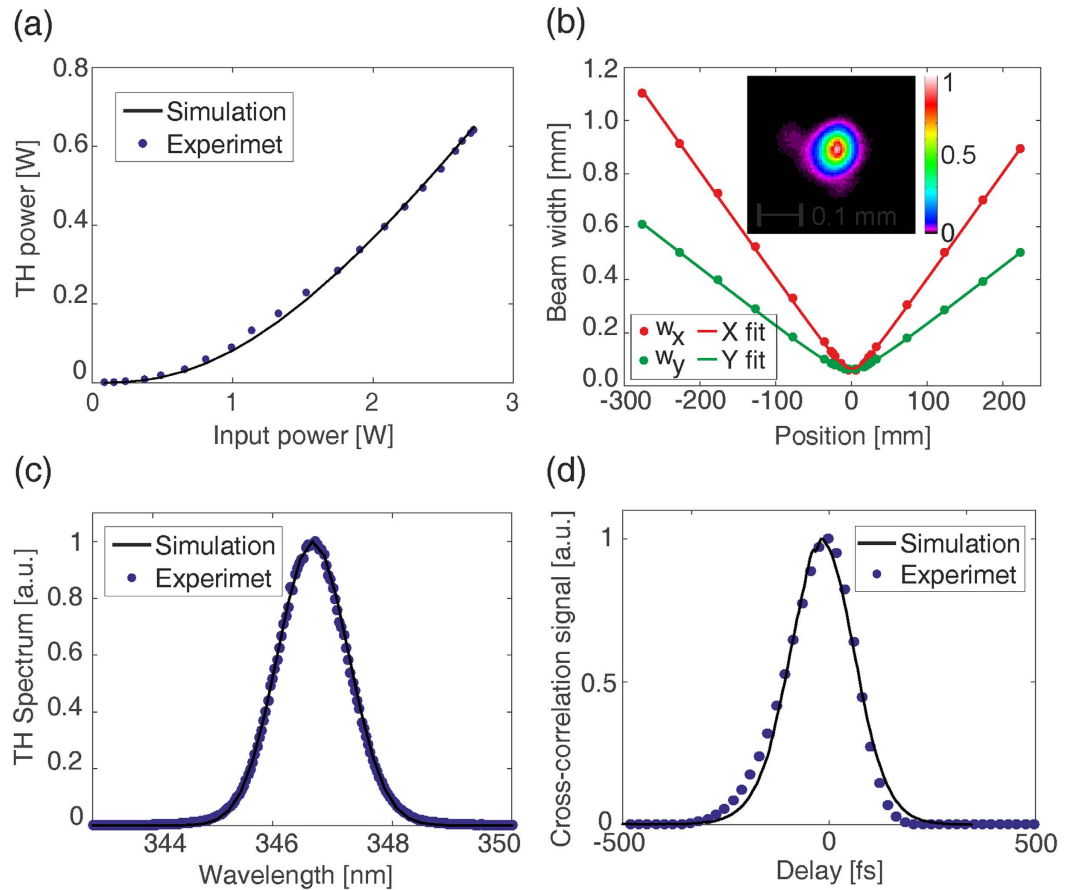 (a)
0.8
0.6
0.4
0.2
0
TH power [W]
Simulation
Experimet
0 1 2 3
Input power [W]
(b)
1.2
1.0
0.8
0.6
0.4
0.2
0.0
Beam width [mm]
1
0.5
0
0.1 mm
wx X fit
wy Y fit
-300 -200 -100 0 100 200
Position [mm]
(c)
1
0.8
0.6
0.4
0.2
0
TH Spectrum [a.u.]
Simulation
Experimet
344 346 348 350
Wavelength [nm]
(d)
1
0.5
0
Cross-correlation signal [a.u.]
Simulation
Experimet
-500 0 500
Delay [fs]